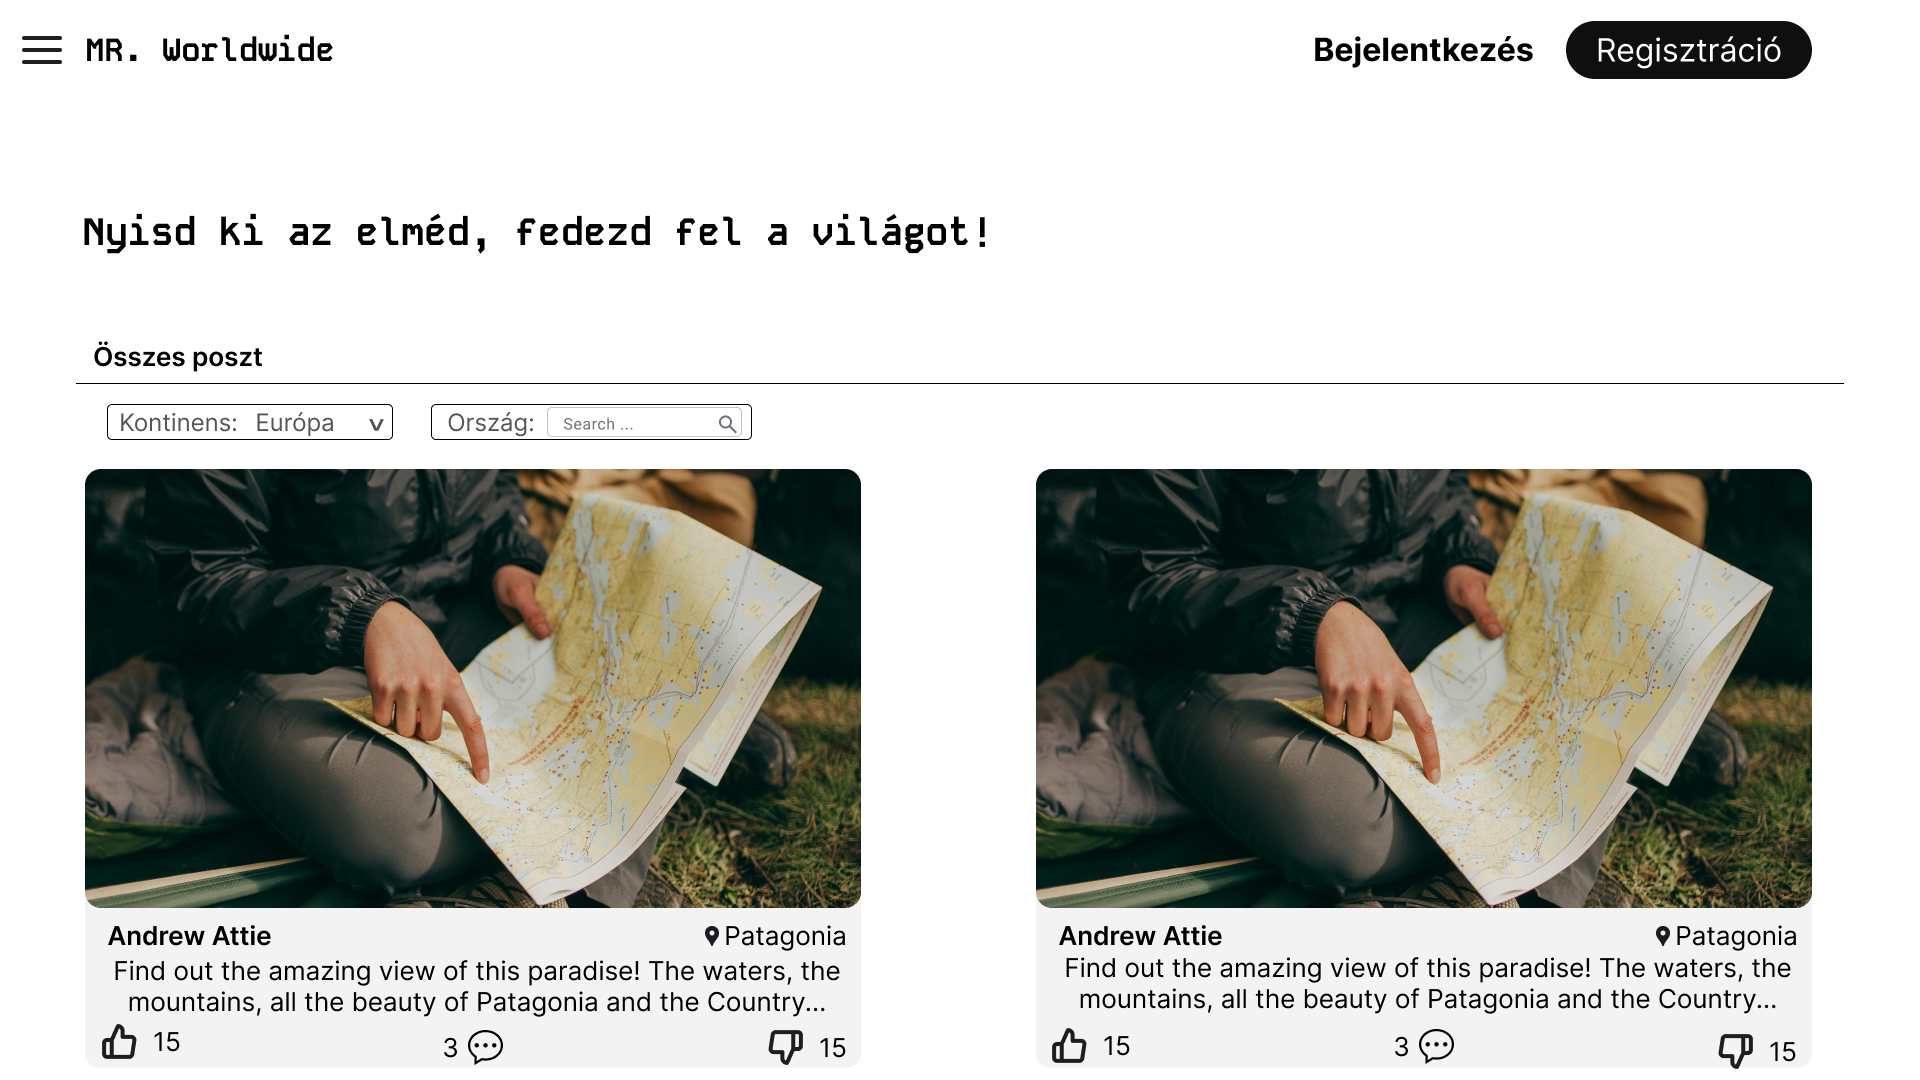 MR. Worldwide
Bejelentkezés
Regisztráció
Nyisd ki az elméd, fedezd fel a világot!
Összes poszt
Kontinens: Európa v
Ország: Search ...
Andrew Attie
Patagonia
Find out the amazing view of this paradise! The waters, the
mountains, all the beauty of Patagonia and the Country...
15
3
15
Andrew Attie
Patagonia
Find out the amazing view of this paradise! The waters, the
mountains, all the beauty of Patagonia and the Country...
15
3
15